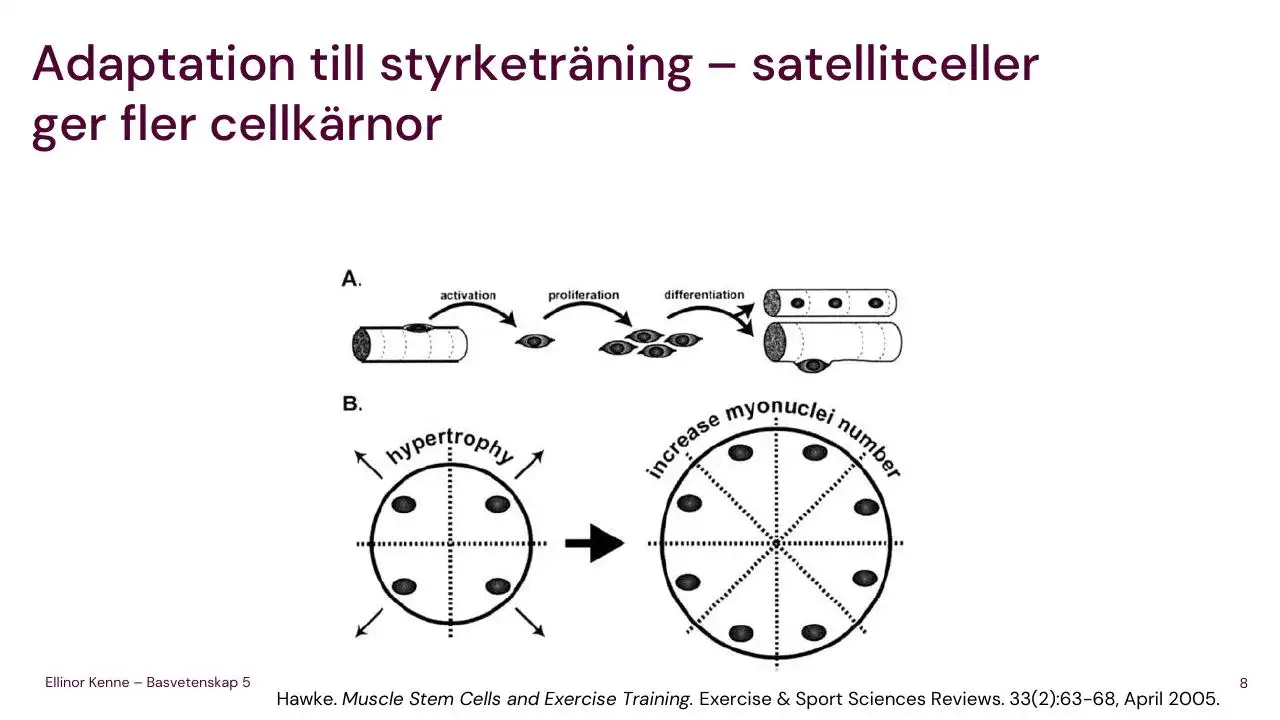 Adaptation till styrketräning – satellitceller
ger fler cellkärnor
A.
activation
proliferation
differentiation
B.
hypertrophy
increase myonuclei number
Ellinor Kenne – Basvetenskap 5
8
Hawke. Muscle Stem Cells and Exercise Training. Exercise & Sport Sciences Reviews. 33(2):63-68, April 2005.